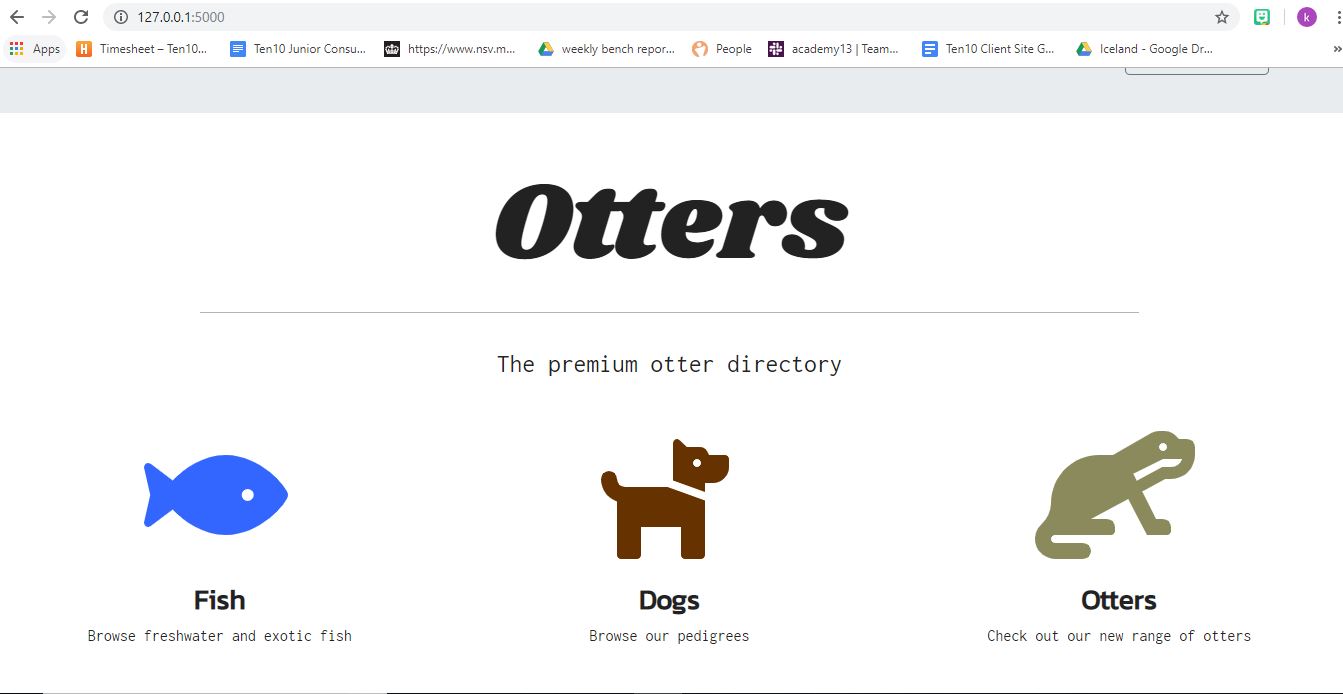 127.0.0.1:5000
k
Apps
H
Timesheet – Ten10...
Ten10 Junior Consu...
https://www.nsv.m...
weekly bench repor...
People
academy13 | Team...
Ten10 Client Site G...
Iceland - Google Dr...
»
Otters
The premium otter directory
Fish
Dogs
Otters
Browse freshwater and exotic fish
Browse our pedigrees
Check out our new range of otters